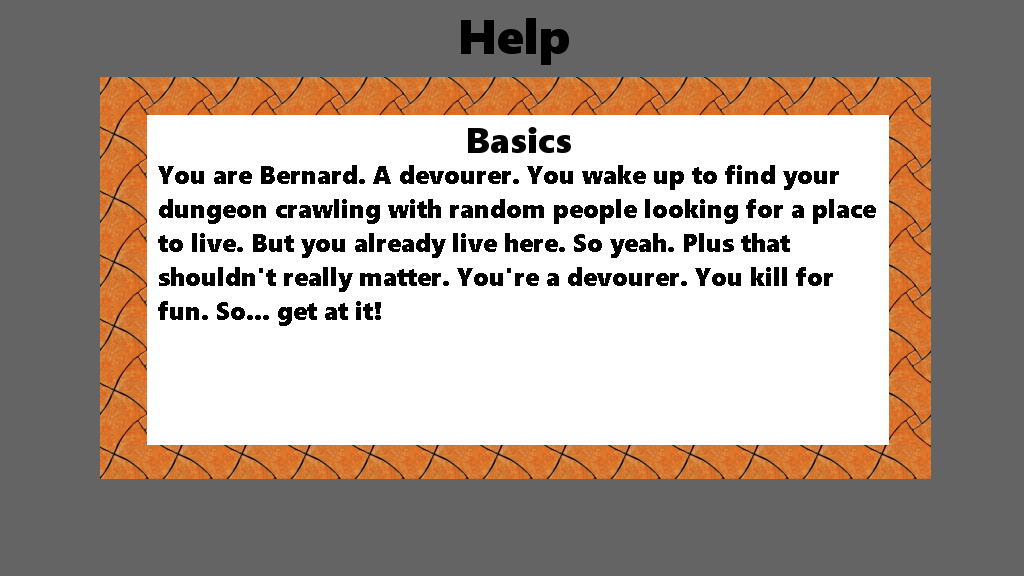 Help
Basics
You are Bernard. A devourer. You wake up to find your
dungeon crawling with random people looking for a place
to live. But you already live here. So yeah. Plus that
shouldn't really matter. You're a devourer. You kill for
fun. So... get at it!